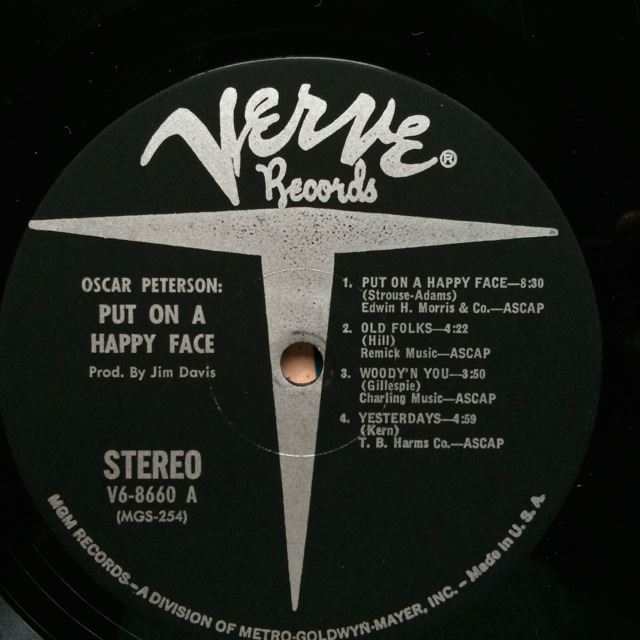 VERVE®
Records
OSCAR PETERSON:
PUT ON A
HAPPY FACE
Prod. By Jim Davis
STEREO
V6-8660 A
(MGS-254)
1. PUT ON A HAPPY FACE—8:30
(Strouse-Adams)
Edwin H. Morris & Co.—ASCAP
2. OLD FOLKS—4:22
(Hill)
Remick Music—ASCAP
3. WOODY'N YOU—3:50
(Gillespie)
Charling Music—ASCAP
4. YESTERDAYS—4:59
(Kern)
T. B. Harms Co.—ASCAP
MGM RECORDS—A DIVISION OF METRO-GOLDWYN-MAYER, INC. – Made in U.S.A.